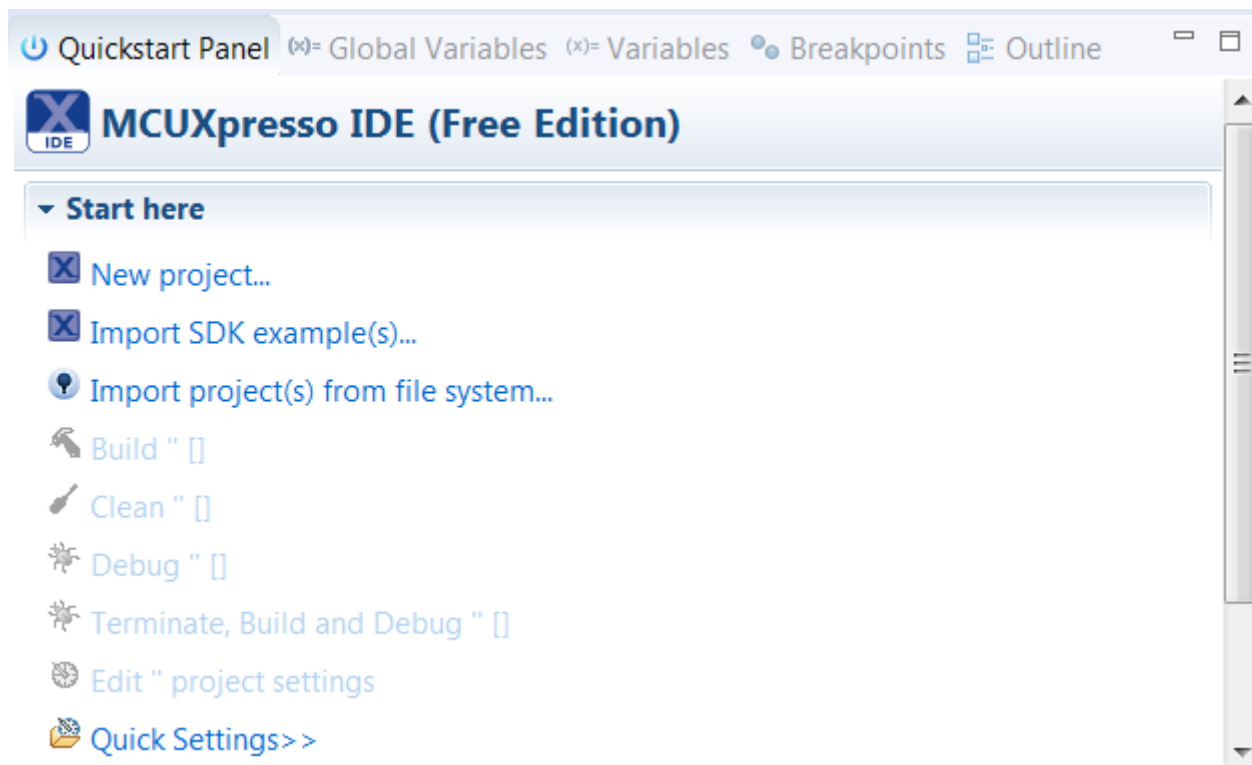 Quickstart Panel (x)= Global Variables (x)= Variables Breakpoints Outline
X IDE MCUXpresso IDE (Free Edition)
Start here
New project...
Import SDK example(s)...
Import project(s) from file system...
Build '' []
Clean '' []
Debug '' []
Terminate, Build and Debug '' []
Edit '' project settings
Quick Settings>>